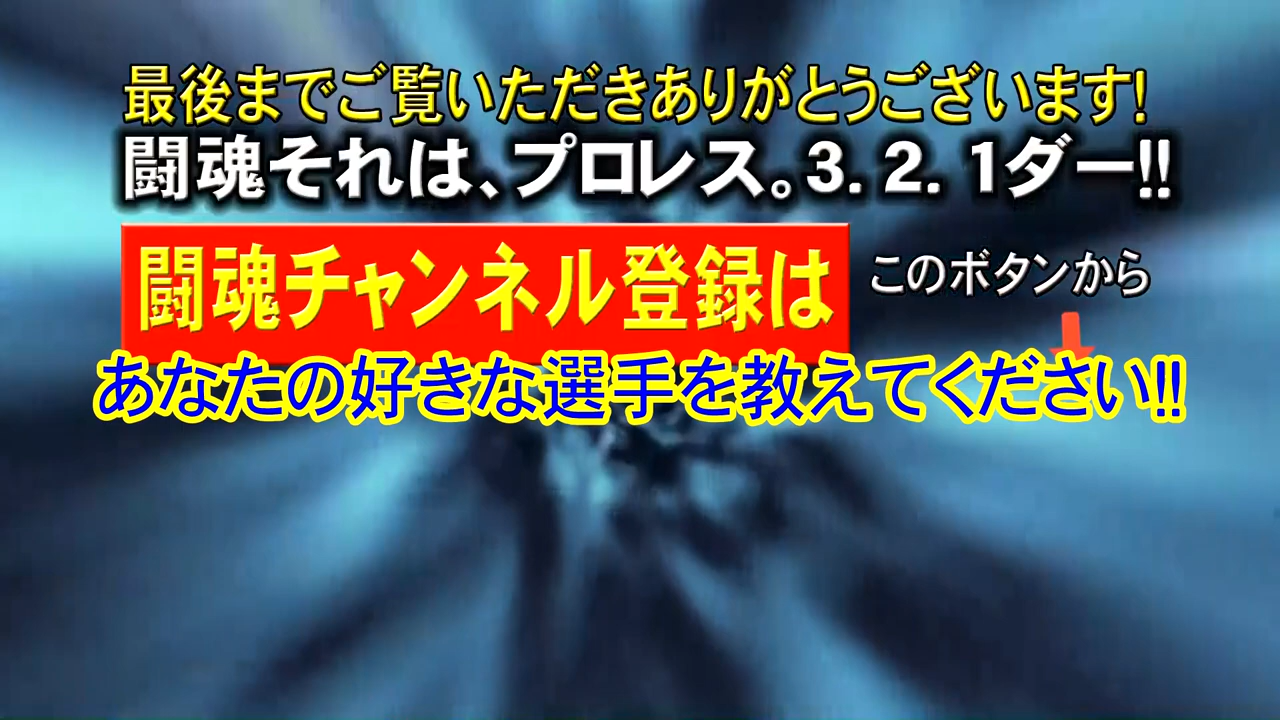 最後までご覧いただきありがとうございます!
闘魂それは、プロレス。3. 2. 1ダー!!
闘魂チャンネル登録は
このボタンから
あなたの好きな選手を教えてください!!